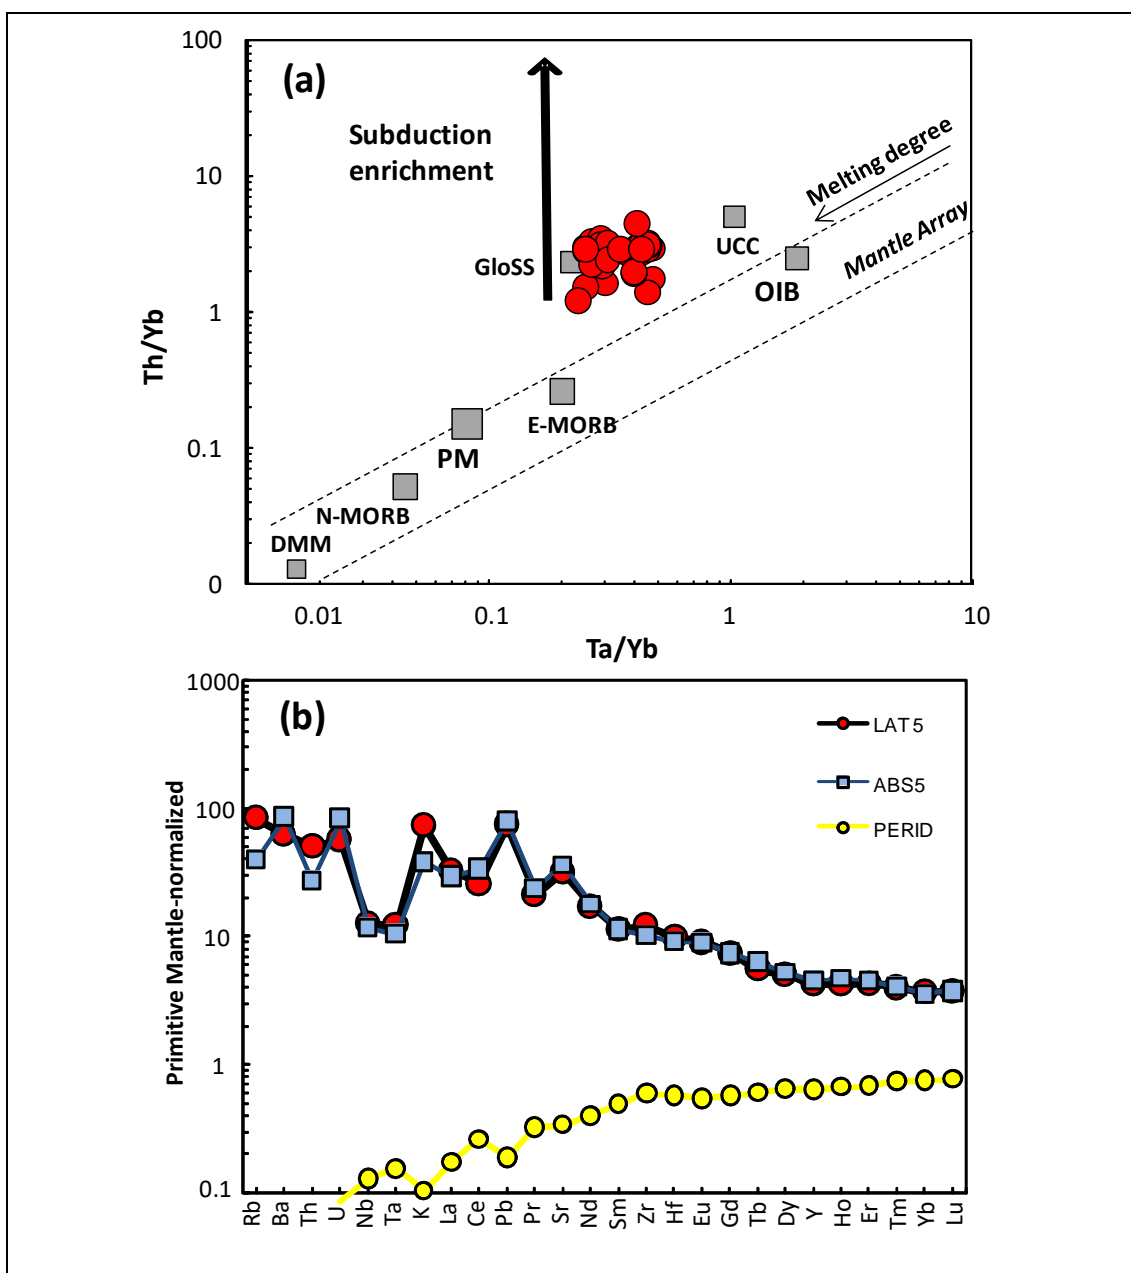 100
(a)
Subduction
enrichment
Melting degree
10
UCC
GloSS
OIB
Mantle Array
1
Th/Yb
E-MORB
PM
0.1
N-MORB
DMM
0
0.01
0.1
1
10
Ta/Yb
1000
(b)
LAT5
ABS5
PERID
100
10
1
0.1
Primitive Mantle-normalized
Rb
Ba
Th
U
Nb
Ta
K
La
Ce
Pb
Pr
Sr
Nd
Sm
Zr
Hf
Eu
Gd
Tb
Dy
Y
Ho
Er
Tm
Yb
Lu